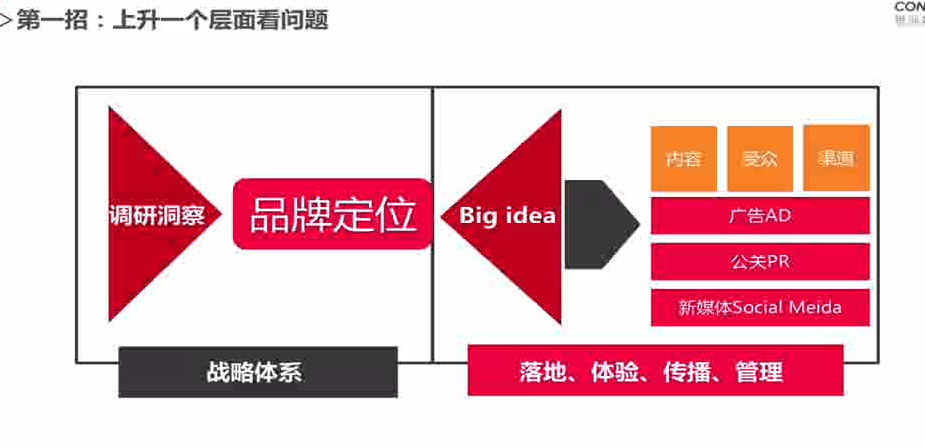 第一招：上升一个层面看问题
CON
调研洞察
品牌定位
Big idea
内容
受众
渠道
广告AD
公关PR
新媒体Social Meida
战略体系
落地、体验、传播、管理